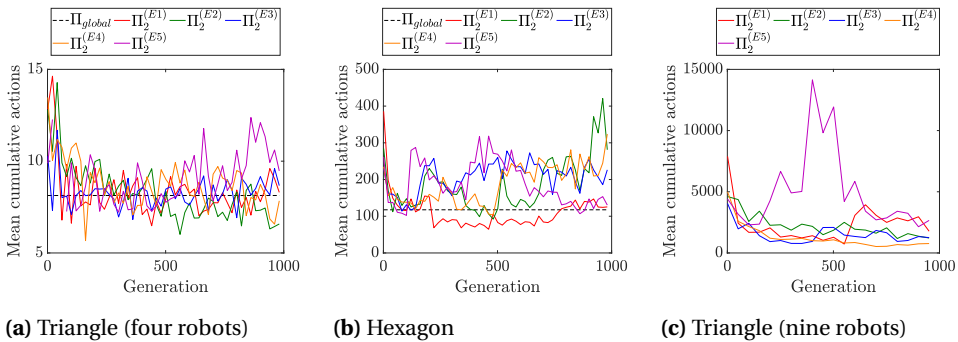 Π_global Π_2^(E1) Π_2^(E2) Π_2^(E3)
Π_2^(E4) Π_2^(E5)
15
10
5
Mean cumulative actions
0 500 1000
Generation
(a) Triangle (four robots)
Π_global Π_2^(E1) Π_2^(E2) Π_2^(E3)
Π_2^(E4) Π_2^(E5)
500
400
300
200
100
0
Mean cumulative actions
0 500 1000
Generation
(b) Hexagon
Π_2^(E1) Π_2^(E2) Π_2^(E3) Π_2^(E4)
Π_2^(E5)
15000
10000
5000
0
Mean cumulative actions
0 500 1000
Generation
(c) Triangle (nine robots)